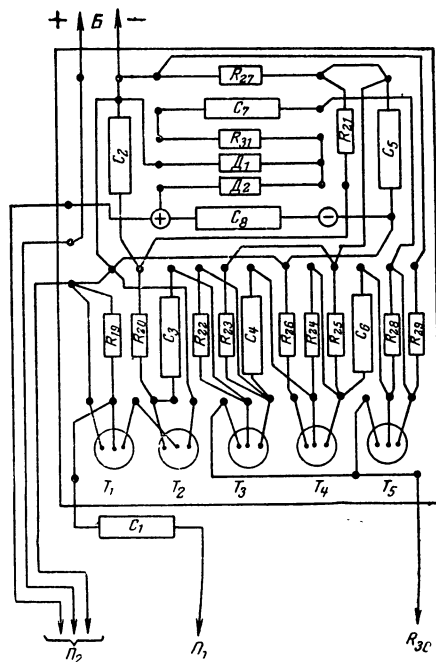 + Б −
R27
C7
R21
C2
R31
C5
Д1
Д2
+ C8 −
R19 R20 C3 R22 R23 C4 R26 R24 R25 C6 R28 R29
T1 T2 T3 T4 T5
C1
П2 П1 R30